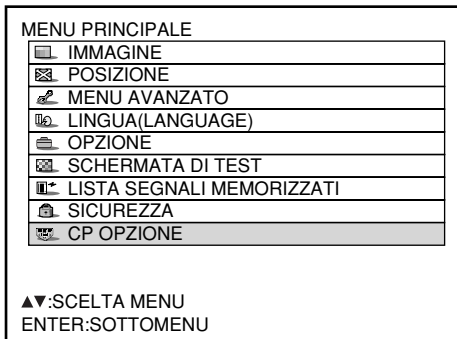 MENU PRINCIPALE
IMMAGINE
POSIZIONE
MENU AVANZATO
LINGUA(LANGUAGE)
OPZIONE
SCHERMATA DI TEST
LISTA SEGNALI MEMORIZZATI
SICUREZZA
CP OPZIONE
▲▼:SCELTA MENU
ENTER:SOTTOMENU